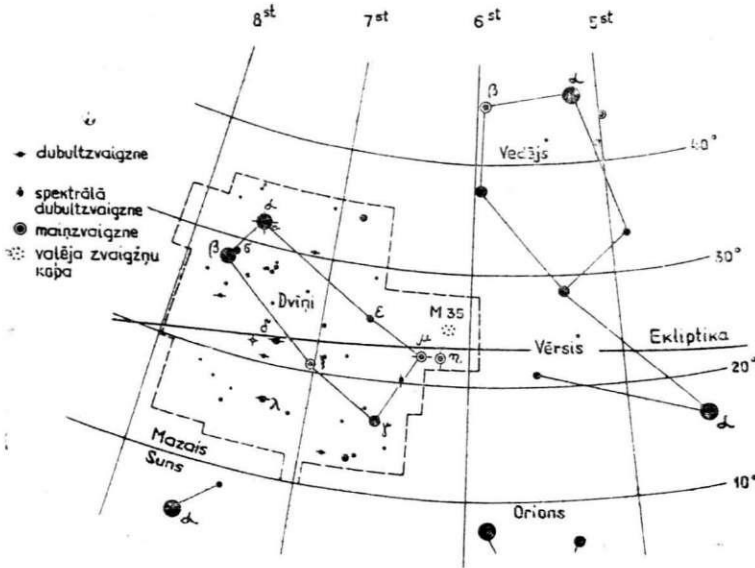 8st 7st 6st 5st
β α
Vedējs
40°
dubultzvaigzne
spektrālā
dubultzvaigzne
maiņzvaigzne
vaļēja zvaigžņu
kopa
α
β σ
30°
Dvīņi
ε
M 35
δ
μ η
Vērsis
Ekliptika
ξ
20°
λ
γ
α
Mazais
Suns
10°
α
Orions